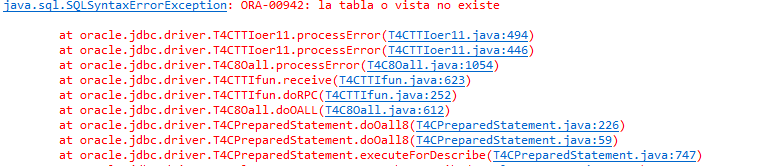 java.sql.SQLSyntaxErrorException: ORA-00942: la tabla o vista no existe
at oracle.jdbc.driver.T4CTTIoer11.processError(T4CTTIoer11.java:494)
at oracle.jdbc.driver.T4CTTIoer11.processError(T4CTTIoer11.java:446)
at oracle.jdbc.driver.T4C8Oall.processError(T4C8Oall.java:1054)
at oracle.jdbc.driver.T4CTTIfun.receive(T4CTTIfun.java:623)
at oracle.jdbc.driver.T4CTTIfun.doRPC(T4CTTIfun.java:252)
at oracle.jdbc.driver.T4C8Oall.doOALL(T4C8Oall.java:612)
at oracle.jdbc.driver.T4CPreparedStatement.doOall8(T4CPreparedStatement.java:226)
at oracle.jdbc.driver.T4CPreparedStatement.doOall8(T4CPreparedStatement.java:59)
at oracle.jdbc.driver.T4CPreparedStatement.executeForDescribe(T4CPreparedStatement.java:747)